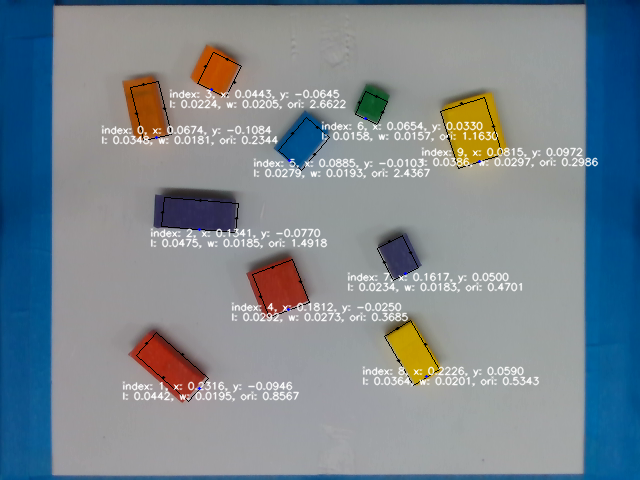 index: 3, x: 0.0443, y: -0.0645
l: 0.0224, w: 0.0205, ori: 2.6622
index: 0, x: 0.0674, y: -0.1084
l: 0.0348, w: 0.0181, ori: 0.2344
index: 6, x: 0.0654, y: 0.0330
l: 0.0158, w: 0.0157, ori: 1.1630
index: 9, x: 0.0815, y: 0.0972
l: 0.0386, w: 0.0297, ori: 0.2986
index: 5, x: 0.0885, y: -0.0103
l: 0.0279, w: 0.0193, ori: 2.4367
index: 2, x: 0.1341, y: -0.0770
l: 0.0475, w: 0.0185, ori: 1.4918
index: 7, x: 0.1617, y: 0.0500
l: 0.0234, w: 0.0183, ori: 0.4701
index: 4, x: 0.1812, y: -0.0250
l: 0.0292, w: 0.0273, ori: 0.3685
index: 8, x: 0.2226, y: 0.0590
l: 0.0364, w: 0.0201, ori: 0.5343
index: 1, x: 0.2316, y: -0.0946
l: 0.0442, w: 0.0195, ori: 0.8567